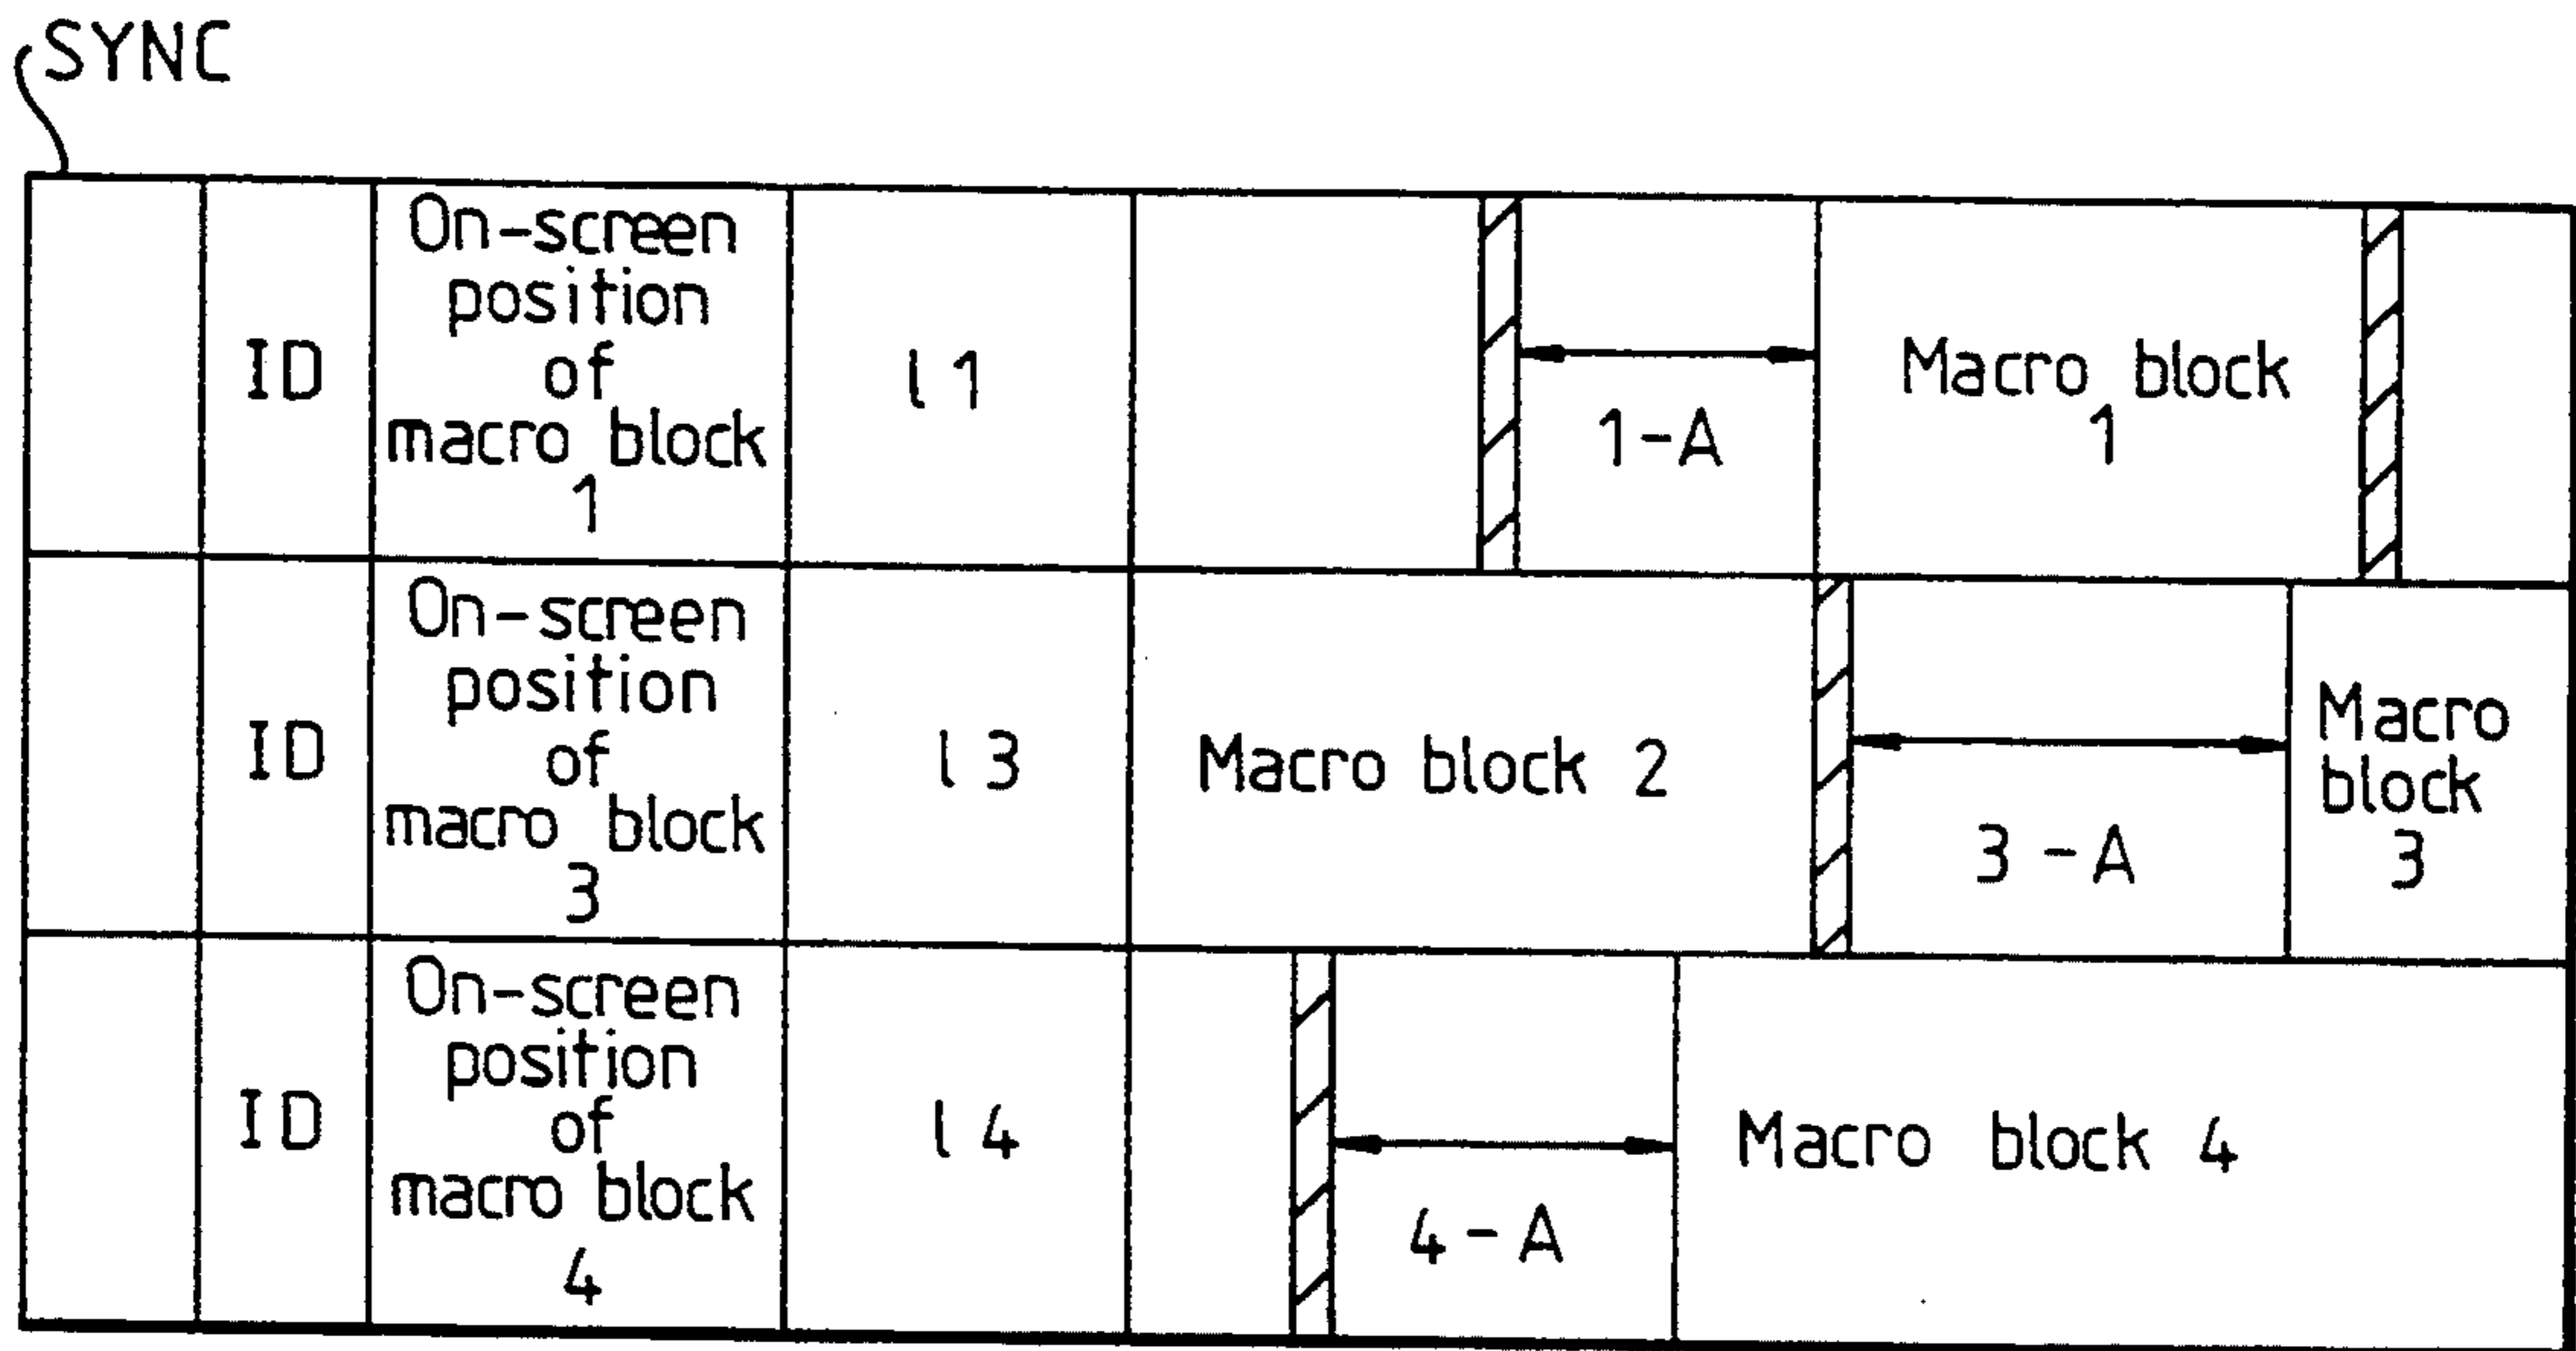 SYNC
ID
On-screen
position
of
macro block
1
l 1
1-A
Macro block
1
ID
On-screen
position
of
macro block
3
l 3
Macro block 2
3-A
Macro
block
3
ID
On-screen
position
of
macro block
4
l 4
4-A
Macro block 4